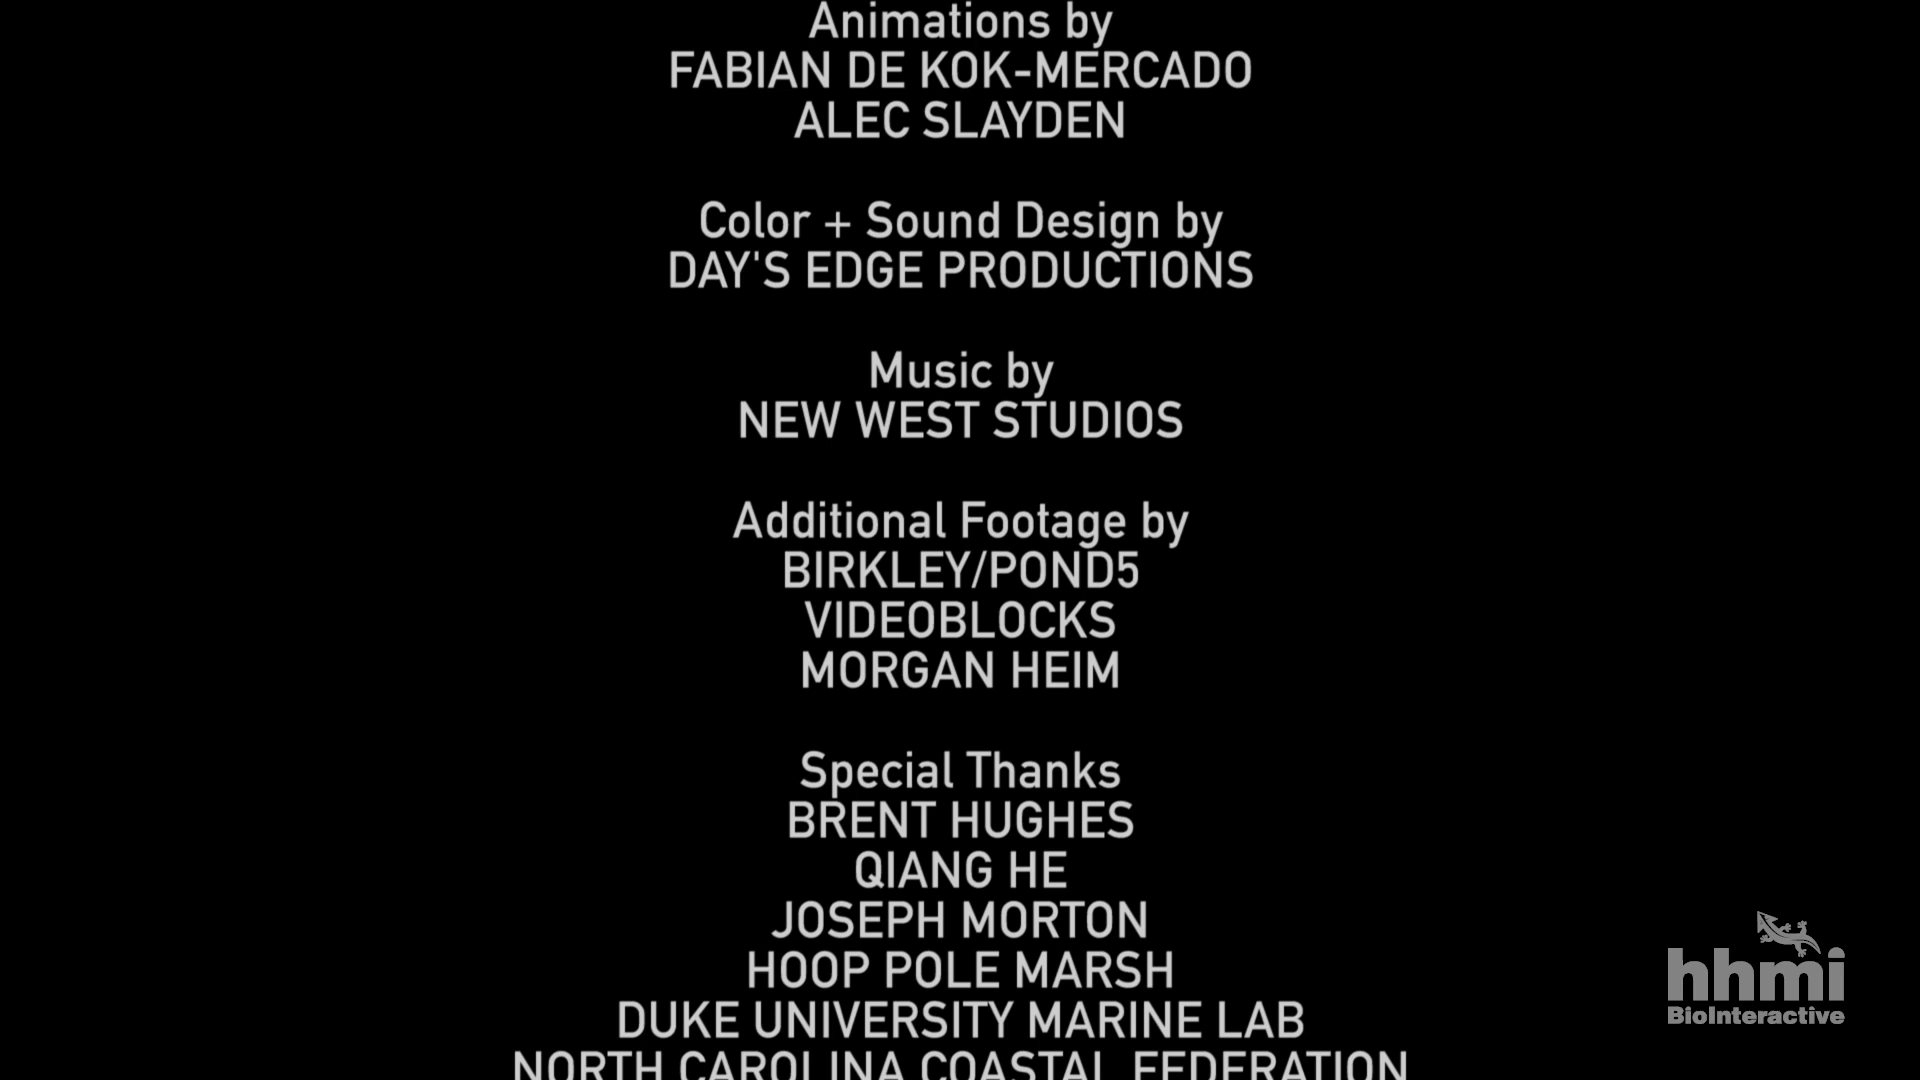 Animations by
FABIAN DE KOK-MERCADO
ALEC SLAYDEN
Color + Sound Design by
DAY'S EDGE PRODUCTIONS
Music by
NEW WEST STUDIOS
Additional Footage by
BIRKLEY/POND5
VIDEOBLOCKS
MORGAN HEIM
Special Thanks
BRENT HUGHES
QIANG HE
JOSEPH MORTON
HOOP POLE MARSH
DUKE UNIVERSITY MARINE LAB
NORTH CAROLINA COASTAL FEDERATION
hhmi
BioInteractive